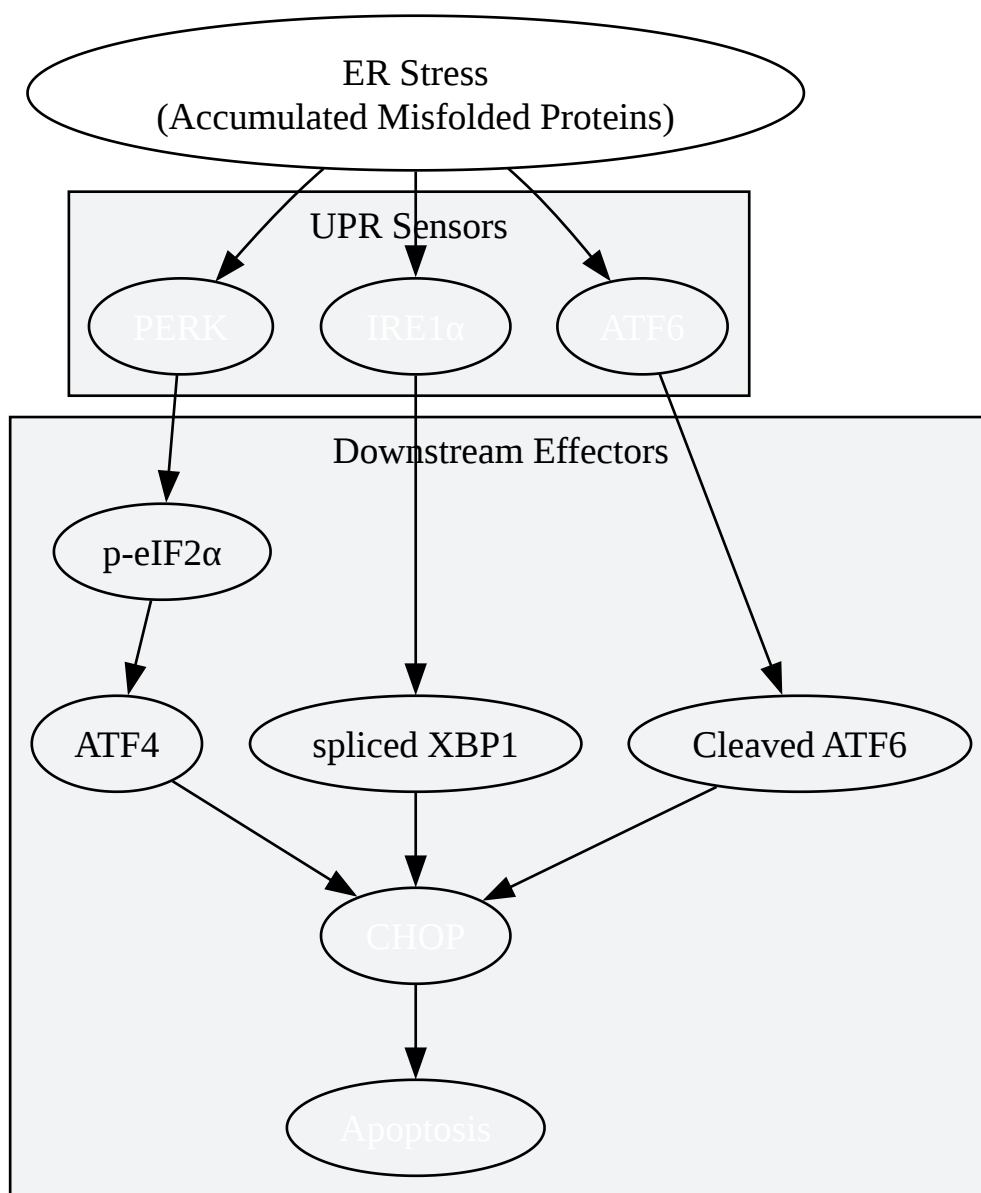 ER Stress
(Accumulated Misfolded Proteins)
UPR Sensors
PERK
IRE1α
ATF6
Downstream Effectors
p-eIF2α
ATF4
spliced XBP1
Cleaved ATF6
CHOP
Apoptosis